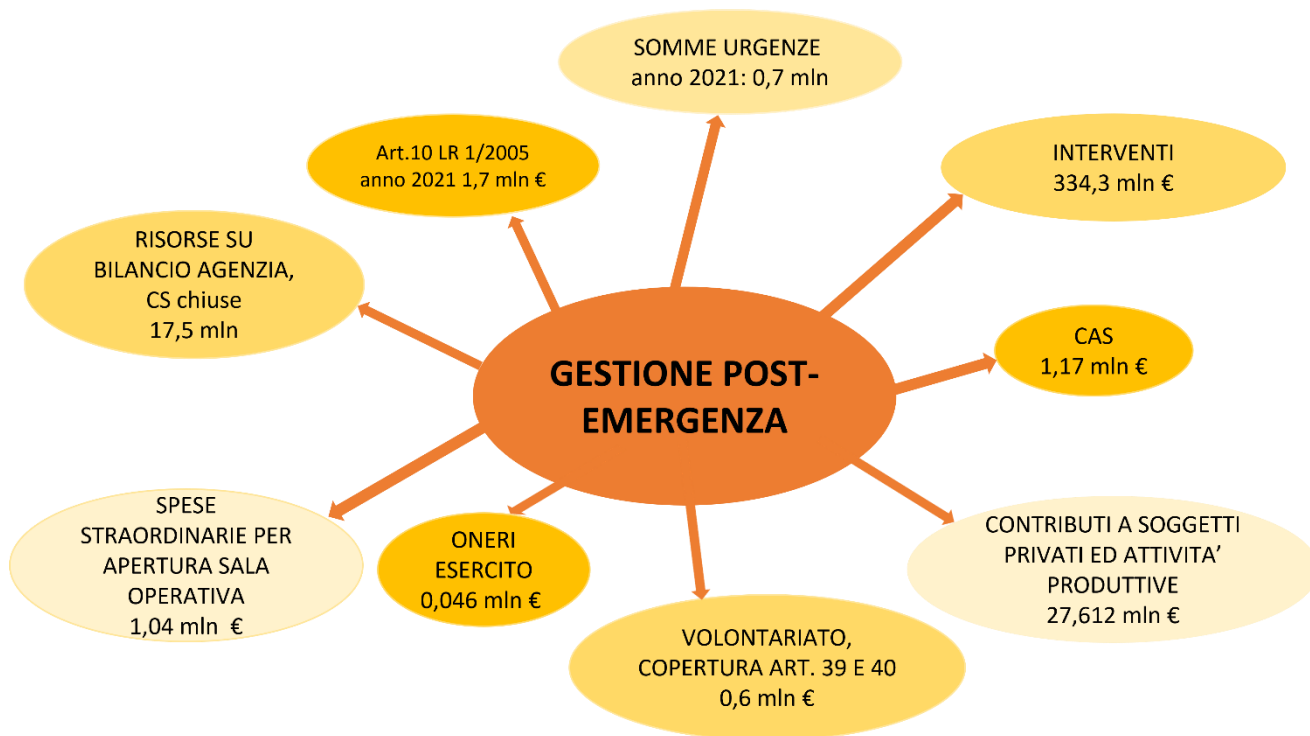 SOMME URGENZE
anno 2021: 0,7 mln
Art.10 LR 1/2005
anno 2021 1,7 mln €
INTERVENTI
334,3 mln €
RISORSE SU
BILANCIO AGENZIA,
CS chiuse
17,5 mln
CAS
1,17 mln €
GESTIONE POST-
EMERGENZA
SPESE
STRAORDINARIE PER
APERTURA SALA
OPERATIVA
1,04 mln €
ONERI
ESERCITO
0,046 mln €
VOLONTARIATO,
COPERTURA ART. 39 E 40
0,6 mln €
CONTRIBUTI A SOGGETTI
PRIVATI ED ATTIVITA’
PRODUTTIVE
27,612 mln €